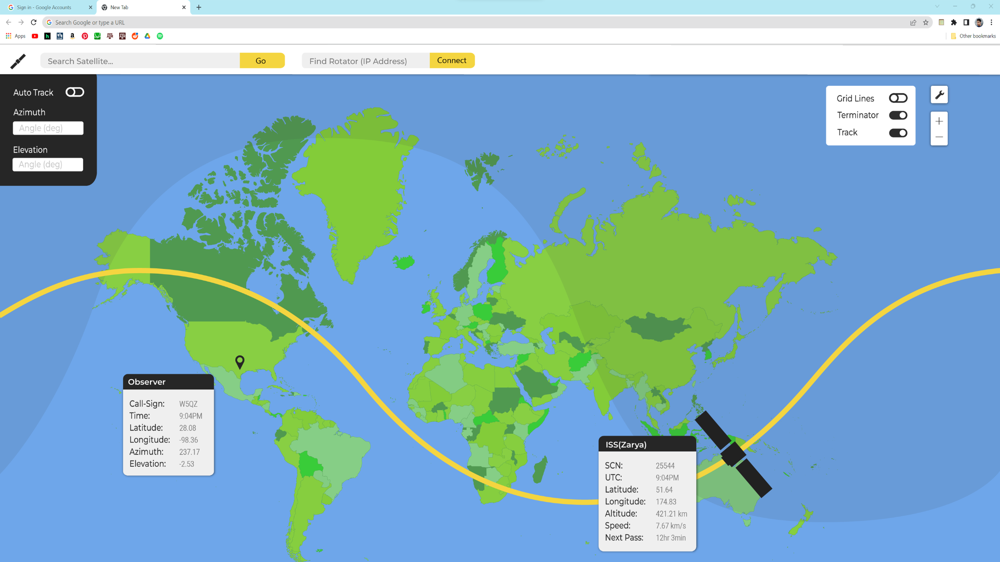 Sign in - Google Accounts
New Tab
Search Google or type a URL
Apps
Other bookmarks
Search Satellite...
Go
Find Rotator (IP Address)
Connect
Auto Track
Azimuth
Angle (deg)
Elevation
Angle (deg)
Grid Lines
Terminator
Track
Observer
Call-Sign: W5QZ
Time: 9:04PM
Latitude: 28.08
Longitude: -98.36
Azimuth: 237.17
Elevation: -2.53
ISS(Zarya)
SCN: 25544
UTC: 9:04PM
Latitude: 51.64
Longitude: 174.83
Altitude: 421.21 km
Speed: 7.67 km/s
Next Pass: 12hr 3min